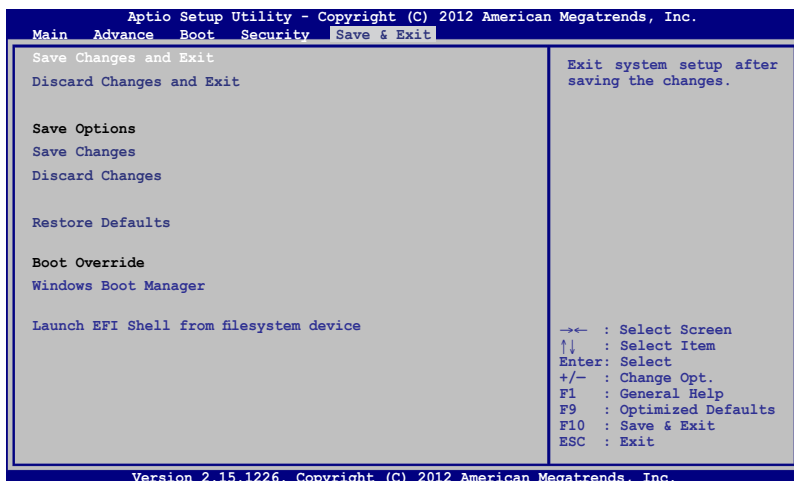 Aptio Setup Utility - Copyright (C) 2012 American Megatrends, Inc.
Main Advance Boot Security Save & Exit
Save Changes and Exit
Discard Changes and Exit
Save Options
Save Changes
Discard Changes
Restore Defaults
Boot Override
Windows Boot Manager
Launch EFI Shell from filesystem device
Exit system setup after
saving the changes.
→← : Select Screen
↑↓ : Select Item
Enter: Select
+/— : Change Opt.
F1 : General Help
F9 : Optimized Defaults
F10 : Save & Exit
ESC : Exit
Version 2.15.1226. Copyright (C) 2012 American Megatrends, Inc.